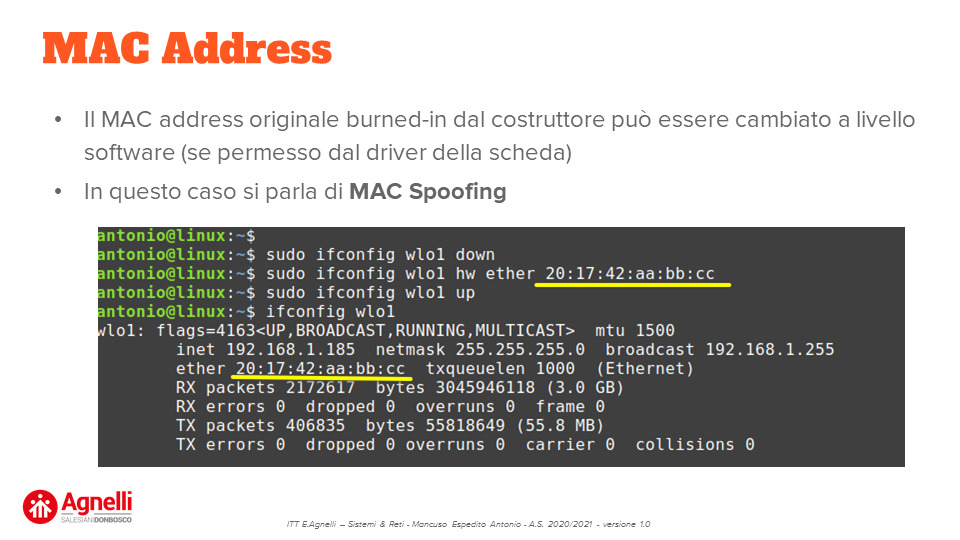 MAC Address
• Il MAC address originale burned-in dal costruttore può essere cambiato a livello
software (se permesso dal driver della scheda)
• In questo caso si parla di MAC Spoofing
antonio@linux:~$
antonio@linux:~$ sudo ifconfig wlo1 down
antonio@linux:~$ sudo ifconfig wlo1 hw ether 20:17:42:aa:bb:cc
antonio@linux:~$ sudo ifconfig wlo1 up
antonio@linux:~$ ifconfig wlo1
wlo1: flags=4163<UP,BROADCAST,RUNNING,MULTICAST>  mtu 1500
        inet 192.168.1.185  netmask 255.255.255.0  broadcast 192.168.1.255
        ether 20:17:42:aa:bb:cc  txqueuelen 1000  (Ethernet)
        RX packets 2172617  bytes 3045946118 (3.0 GB)
        RX errors 0  dropped 0  overruns 0  frame 0
        TX packets 406835  bytes 55818649 (55.8 MB)
        TX errors 0  dropped 0 overruns 0  carrier 0  collisions 0
Agnelli
SALESIANIDONBOSCO
ITT E.Agnelli – Sistemi & Reti - Mancuso Espedito Antonio - A.S. 2020/2021 - versione 1.0